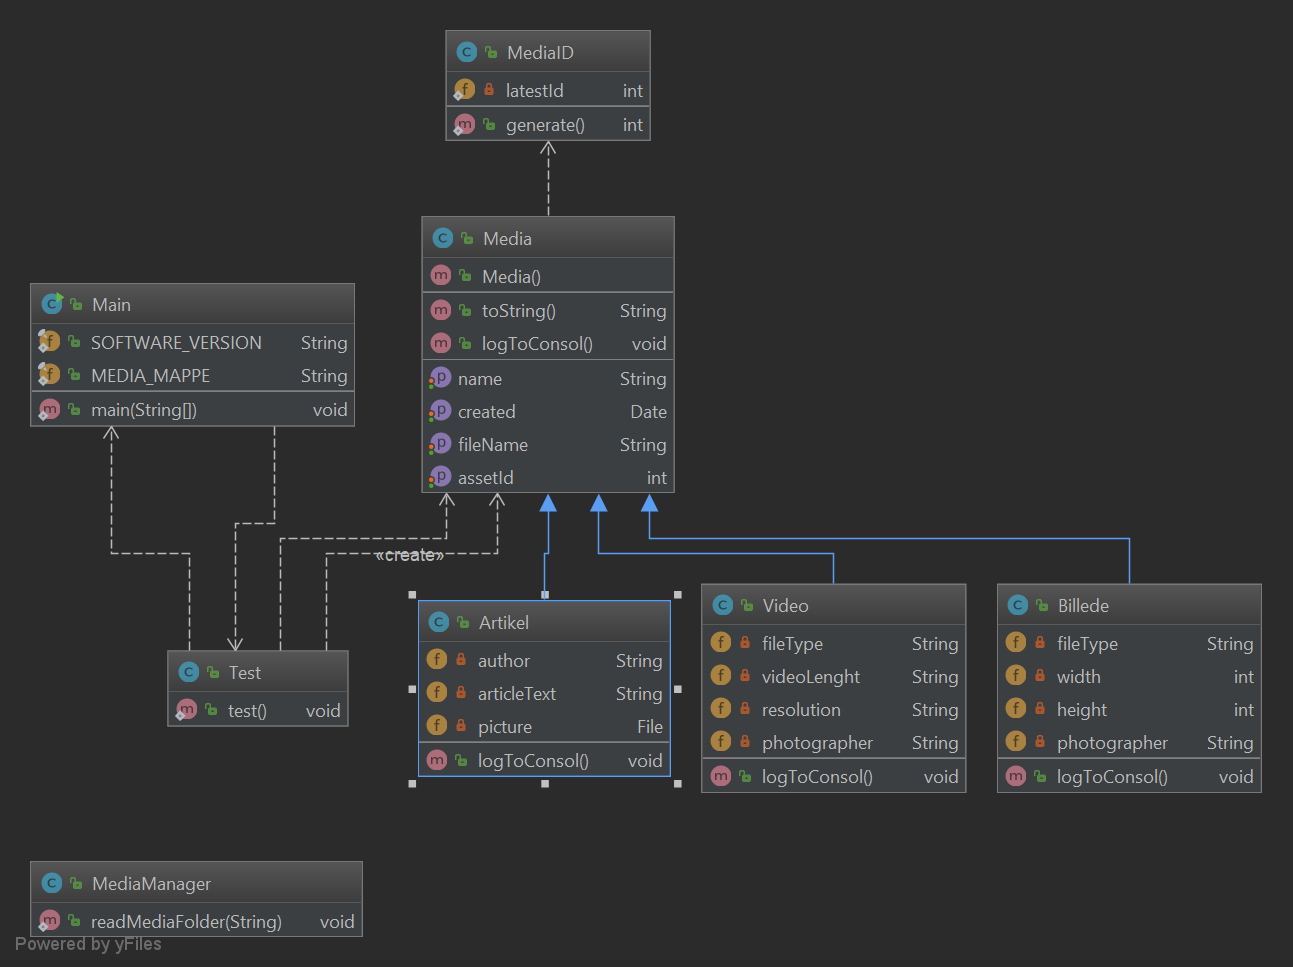 MediaID
latestId int
generate() int
Media
Media()
toString() String
logToConsol() void
name String
created Date
fileName String
assetId int
Main
SOFTWARE_VERSION String
MEDIA_MAPPE String
main(String[]) void
«create»
Test
test() void
Artikel
author String
articleText String
picture File
logToConsol() void
Video
fileType String
videoLenght String
resolution String
photographer String
logToConsol() void
Billede
fileType String
width int
height int
photographer String
logToConsol() void
MediaManager
readMediaFolder(String) void
Powered by yFiles